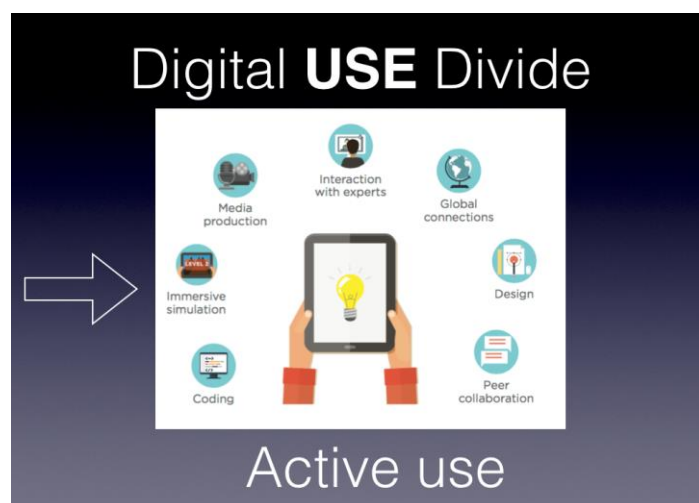 Digital USE Divide
Interaction
with experts
Media
production
Global
connections
LEVEL 2
Immersive
simulation
Design
Coding
Peer
collaboration
Active use